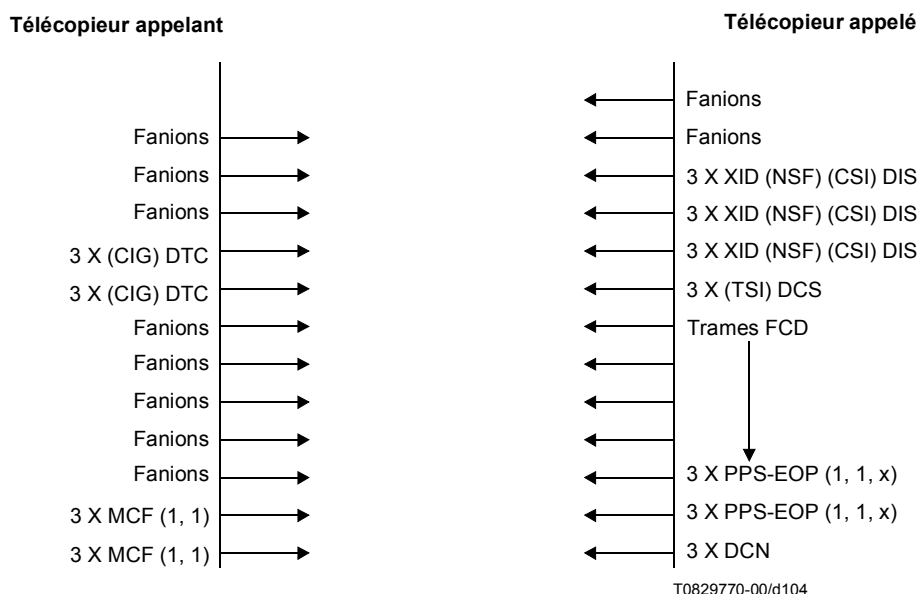 Télécopieur appelant Télécopieur appelé
Fanions
Fanions Fanions
Fanions 3 X XID (NSF) (CSI) DIS
Fanions 3 X XID (NSF) (CSI) DIS
3 X (CIG) DTC 3 X XID (NSF) (CSI) DIS
3 X (CIG) DTC 3 X (TSI) DCS
Fanions Trames FCD
Fanions
Fanions
Fanions
Fanions 3 X PPS-EOP (1, 1, x)
3 X MCF (1, 1) 3 X PPS-EOP (1, 1, x)
3 X MCF (1, 1) 3 X DCN
T0829770-00/d104